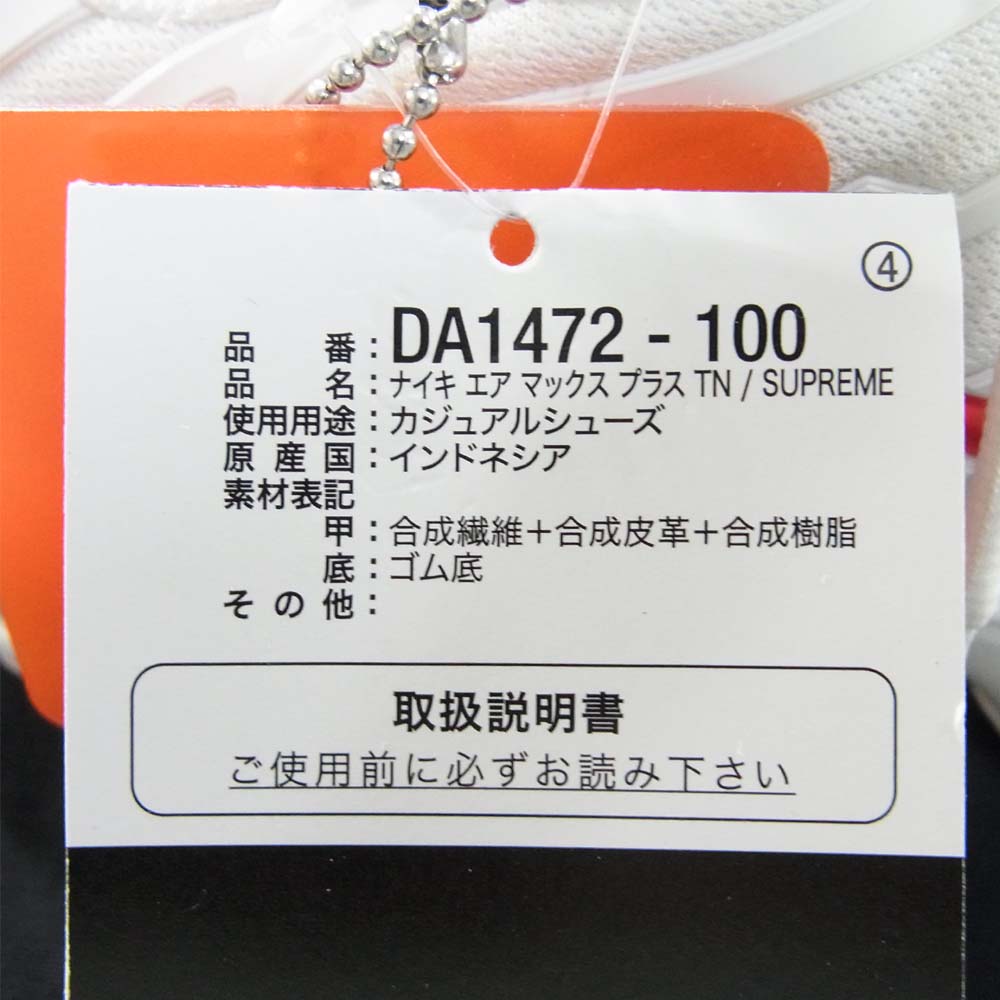 ④
品番：DA1472 - 100
品名：ナイキ エア マックス プラス TN / SUPREME
使用用途：カジュアルシューズ
原産国：インドネシア
素材表記
甲：合成繊維＋合成皮革＋合成樹脂
底：ゴム底
その他：
取扱説明書
ご使用前に必ずお読み下さい